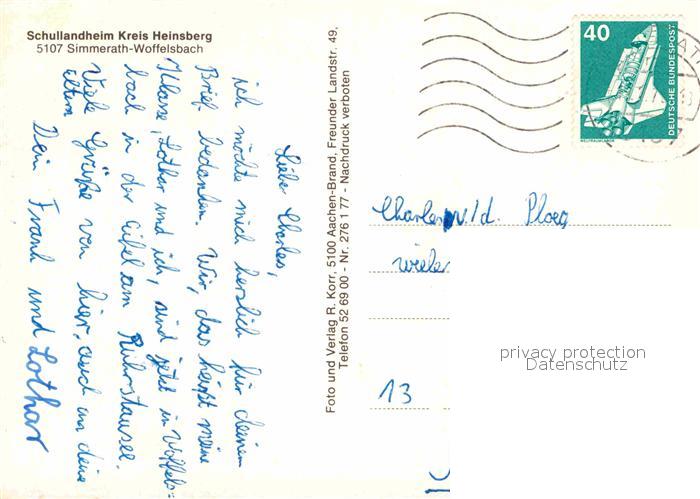 Schullandheim Kreis Heinsberg
5107 Simmerath-Woffelsbach
Liebe Charles,
ich möchte mich herzlich für deinen
Brief bedanken. Wir, das heißt meine
Klasse, Lothar und ich, sind jetzt in Woffels=
bach in der Eifel am Ruhrstausee.
Viele Grüße von hier, auch an deine
Eltern
Dein Frank und Lothar
Foto und Verlag R. Korr, 5100 Aachen-Brand, Freunder Landstr. 49,
Telefon 52 69 00 - Nr. 276 1 77 - Nachdruck verboten
40
DEUTSCHE BUNDESPOST
WELTRAUMLABOR
Charles v./d. Ploeg
13
privacy protection
Datenschutz